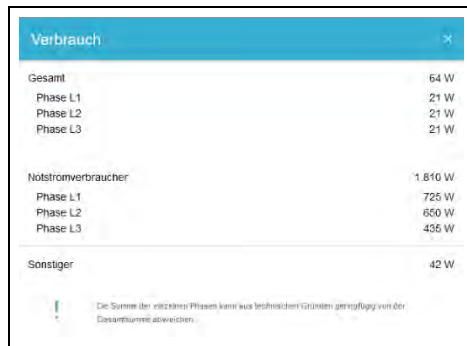 Verbrauch ×
Gesamt 64 W
Phase L1 21 W
Phase L2 21 W
Phase L3 21 W
Notstromverbraucher 1.810 W
Phase L1 725 W
Phase L2 650 W
Phase L3 435 W
Sonstiger 42 W
! Die Summe der einzelnen Phasen kann aus technischen Gründen geringfügig von der
Gesamtsumme abweichen.